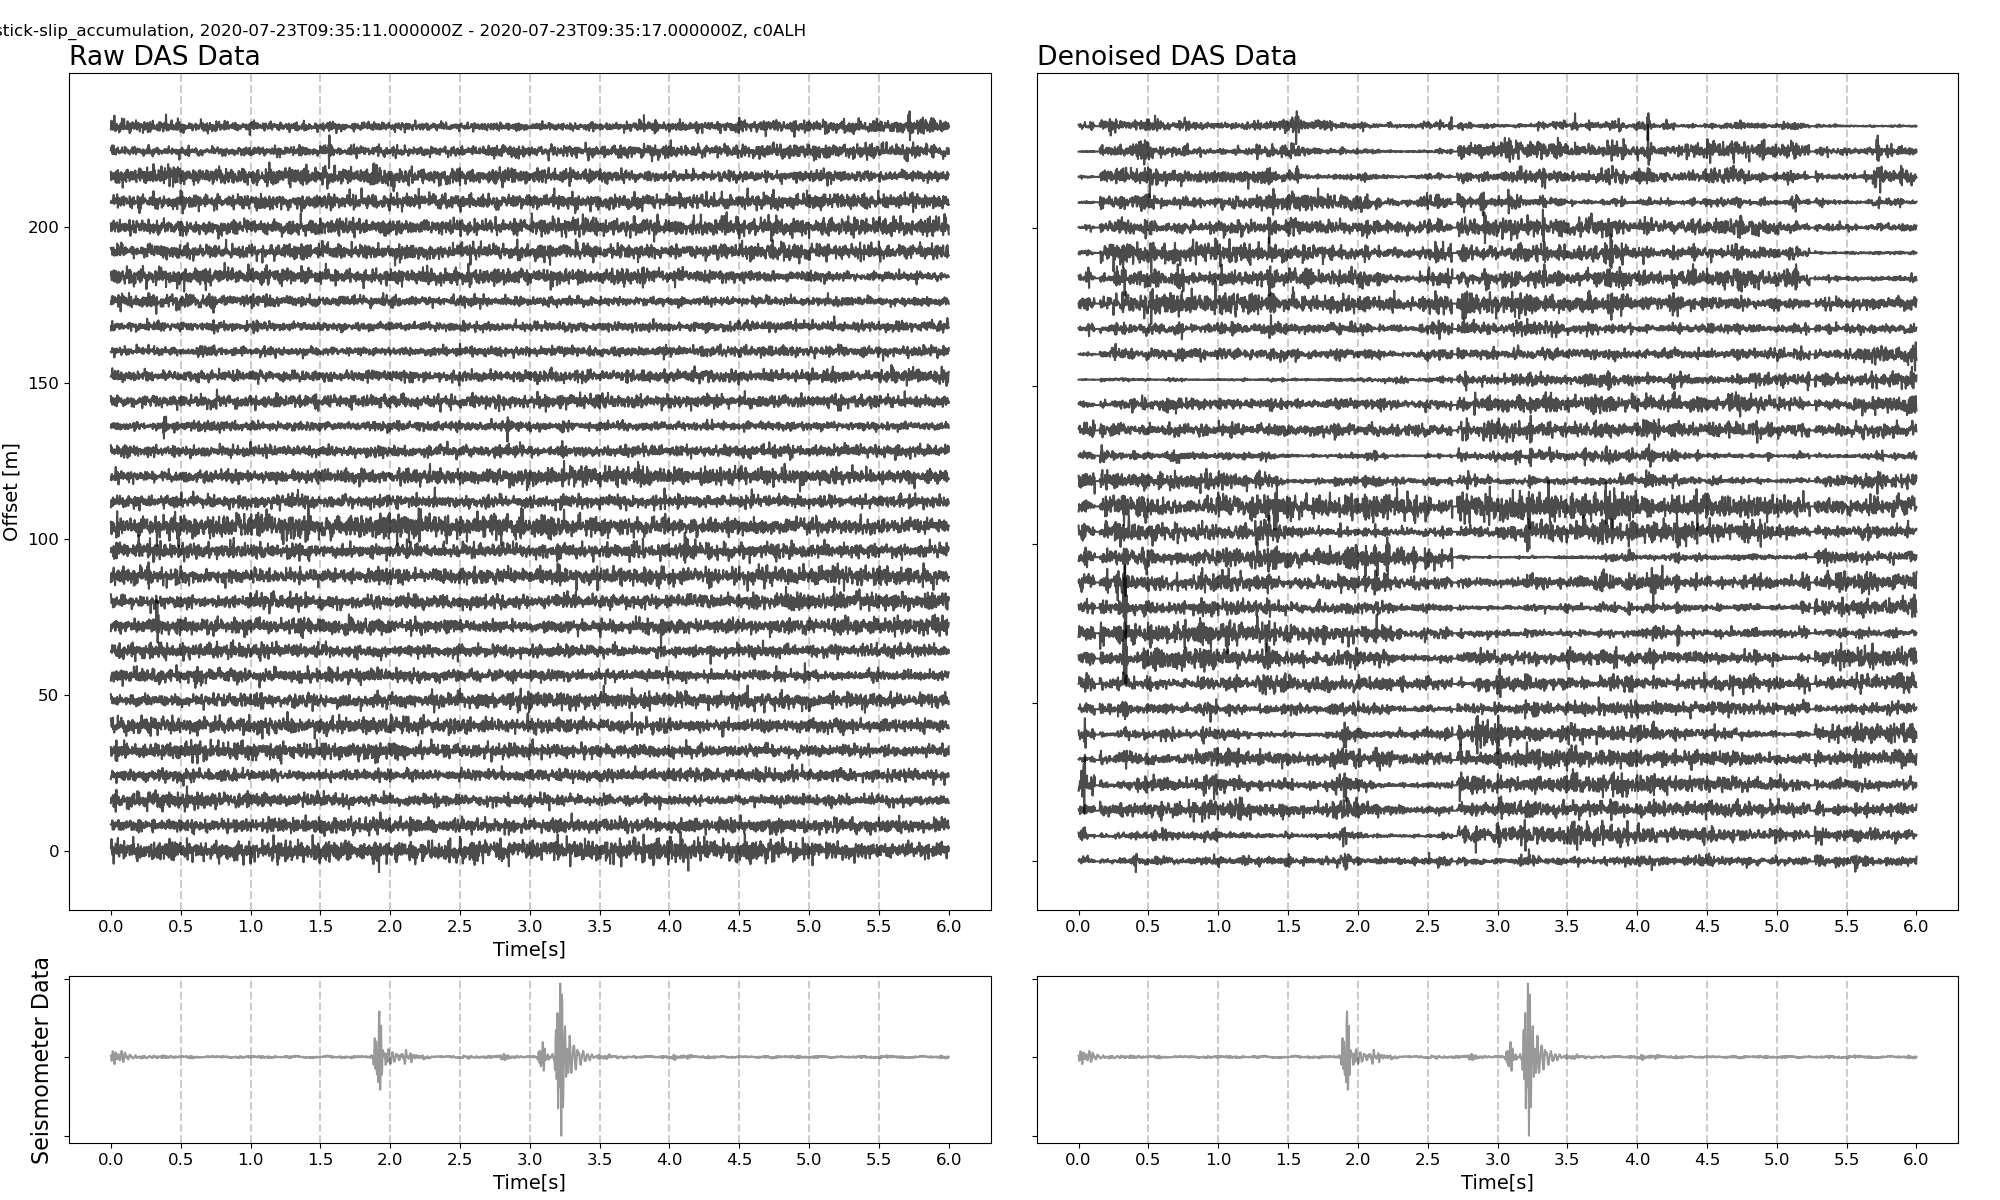 stick-slip_accumulation, 2020-07-23T09:35:11.000000Z - 2020-07-23T09:35:17.000000Z, c0ALH
Raw DAS Data
Denoised DAS Data
200
150
100
50
0
Offset [m]
0.0 0.5 1.0 1.5 2.0 2.5 3.0 3.5 4.0 4.5 5.0 5.5 6.0
Time[s]
0.0 0.5 1.0 1.5 2.0 2.5 3.0 3.5 4.0 4.5 5.0 5.5 6.0
Seismometer Data
0.0 0.5 1.0 1.5 2.0 2.5 3.0 3.5 4.0 4.5 5.0 5.5 6.0
Time[s]
0.0 0.5 1.0 1.5 2.0 2.5 3.0 3.5 4.0 4.5 5.0 5.5 6.0
Time[s]